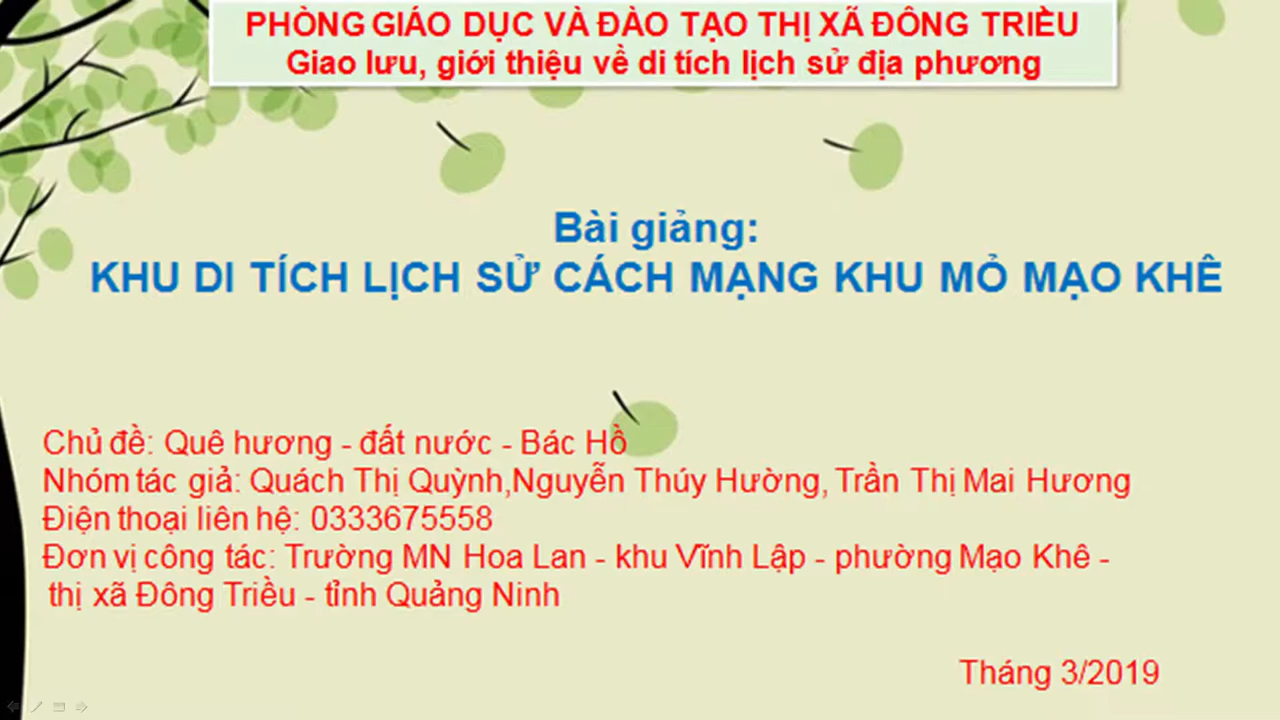 PHÒNG GIÁO DỤC VÀ ĐÀO TẠO THỊ XÃ ĐÔNG TRIỀU
Giao lưu, giới thiệu về di tích lịch sử địa phương
Bài giảng:
KHU DI TÍCH LỊCH SỬ CÁCH MẠNG KHU MỎ MẠO KHÊ
Chủ đề: Quê hương - đất nước - Bác Hồ
Nhóm tác giả: Quách Thị Quỳnh,Nguyễn Thúy Hường, Trần Thị Mai Hương
Điện thoại liên hệ: 0333675558
Đơn vị công tác: Trường MN Hoa Lan - khu Vĩnh Lập - phường Mạo Khê -
thị xã Đông Triều - tỉnh Quảng Ninh
Tháng 3/2019